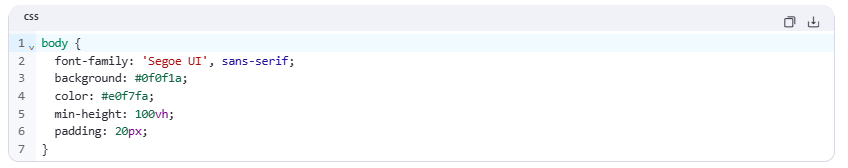 css
1 body {
2   font-family: 'Segoe UI', sans-serif;
3   background: #0f0f1a;
4   color: #e0f7fa;
5   min-height: 100vh;
6   padding: 20px;
7 }